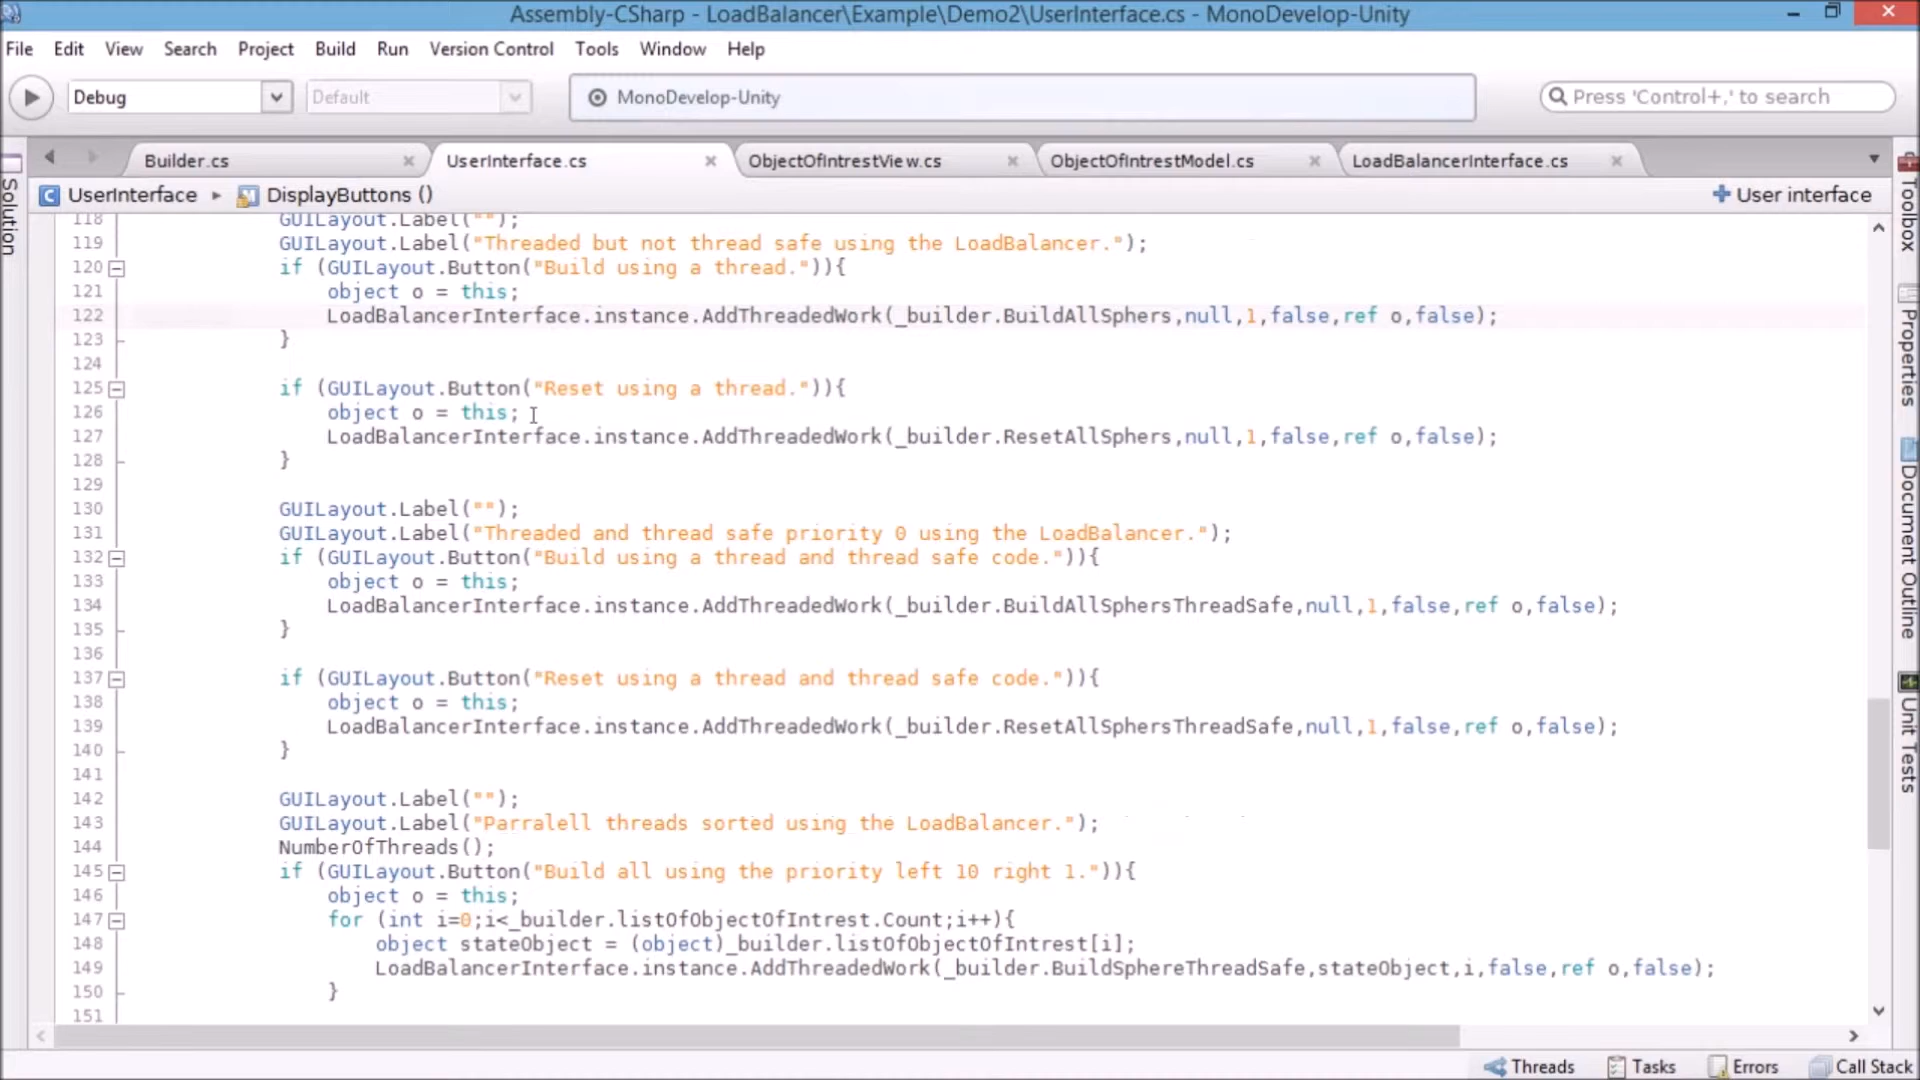 Assembly-CSharp - LoadBalancer\Example\Demo2\UserInterface.cs - MonoDevelop-Unity
File Edit View Search Project Build Run Version Control Tools Window Help
Debug Default MonoDevelop-Unity Press 'Control+,' to search
Builder.cs UserInterface.cs ObjectOfIntrestView.cs ObjectOfIntrestModel.cs LoadBalancerInterface.cs
UserInterface DisplayButtons () User interface
118 GUILayout.Label("");
119 GUILayout.Label("Threaded but not thread safe using the LoadBalancer.");
120 if (GUILayout.Button("Build using a thread.")){
121 object o = this;
122 LoadBalancerInterface.instance.AddThreadedWork(_builder.BuildAllSphers,null,1,false,ref o,false);
123 }
124
125 if (GUILayout.Button("Reset using a thread.")){
126 object o = this;
127 LoadBalancerInterface.instance.AddThreadedWork(_builder.ResetAllSphers,null,1,false,ref o,false);
128 }
129
130 GUILayout.Label("");
131 GUILayout.Label("Threaded and thread safe priority 0 using the LoadBalancer.");
132 if (GUILayout.Button("Build using a thread and thread safe code.")){
133 object o = this;
134 LoadBalancerInterface.instance.AddThreadedWork(_builder.BuildAllSphersThreadSafe,null,1,false,ref o,false);
135 }
136
137 if (GUILayout.Button("Reset using a thread and thread safe code.")){
138 object o = this;
139 LoadBalancerInterface.instance.AddThreadedWork(_builder.ResetAllSphersThreadSafe,null,1,false,ref o,false);
140 }
141
142 GUILayout.Label("");
143 GUILayout.Label("Parralell threads sorted using the LoadBalancer.");
144 NumberOfThreads();
145 if (GUILayout.Button("Build all using the priority left 10 right 1.")){
146 object o = this;
147 for (int i=0;i<_builder.listOfObjectOfIntrest.Count;i++){
148 object stateObject = (object)_builder.listOfObjectOfIntrest[i];
149 LoadBalancerInterface.instance.AddThreadedWork(_builder.BuildSphereThreadSafe,stateObject,i,false,ref o,false);
150 }
151
Solution
Toolbox
Properties
Document Outline
Unit Tests
Threads Tasks Errors Call Stack